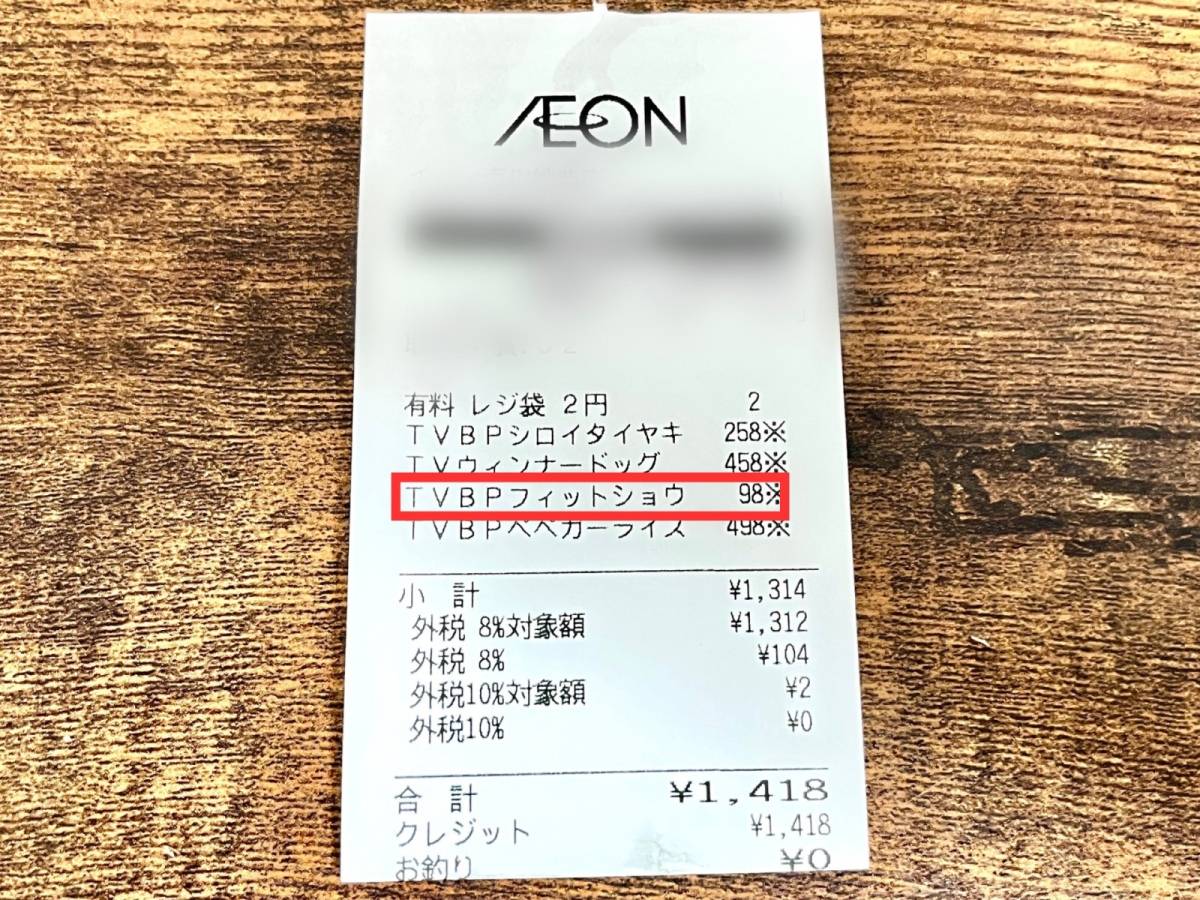 ÆON
有料 レジ袋 2円 2
TVBPシロイタイヤキ 258※
TVウィンナードッグ 458※
TVBPフィットショウ 98※
TVBPペペガーライス 498※
小 計 ¥1,314
外税 8%対象額 ¥1,312
外税 8% ¥104
外税10%対象額 ¥2
外税10% ¥0
合 計 ¥1,418
クレジット ¥1,418
お釣り ¥0